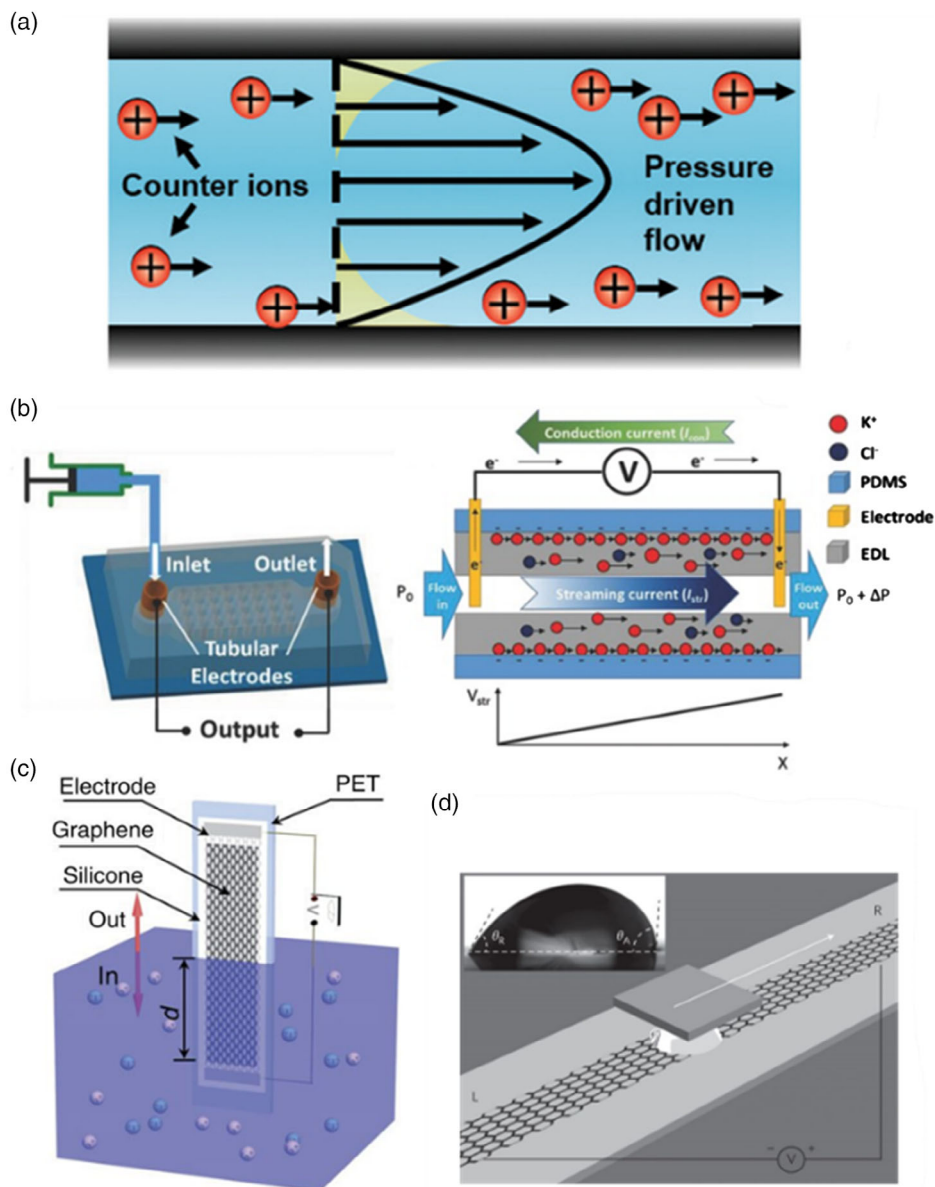 (a)
Counter ions
Pressure
driven
flow
(b)
Inlet
Outlet
Tubular
Electrodes
Output
Conduction current (I_con)
e⁻
e⁻
V
K⁺
Cl⁻
PDMS
Electrode
EDL
P₀
Flow
in
e⁻
Streaming current (I_str)
e⁻
Flow
out
P₀ + ΔP
V_str
X
(c)
Electrode
Graphene
Silicone
PET
Out
In
d
V
(d)
θ_R
θ_A
R
L
− V +